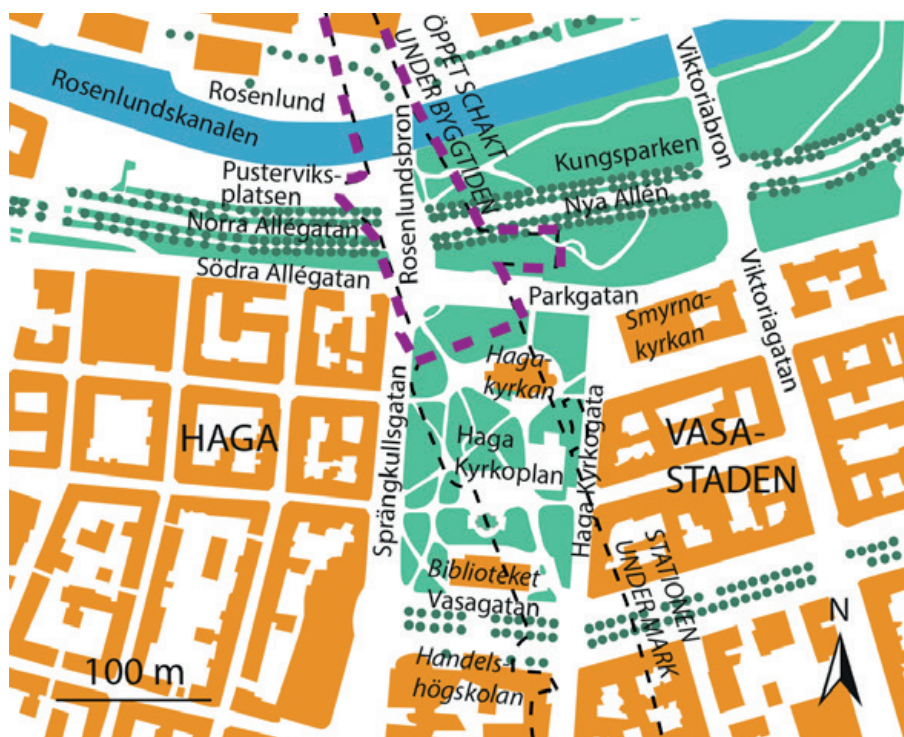 ÖPPET SCHAKT
UNDER BYGGTIDEN
Viktoriabron
Rosenlund
Rosenlundskanalen
Rosenlundsbron
Kungsparken
Pusterviks-
platsen
Nya Allén
Norra Allégatan
Södra Allégatan
Parkgatan
Viktoriagatan
Smyrna-
kyrkan
Haga-
kyrkan
Sprängkullsgatan
HAGA
Haga
Kyrkoplan
Haga Kyrkogata
VASA-
STADEN
Biblioteket
Vasagatan
STATIONEN
UNDER MARK
Handels-
högskolan
100 m
N